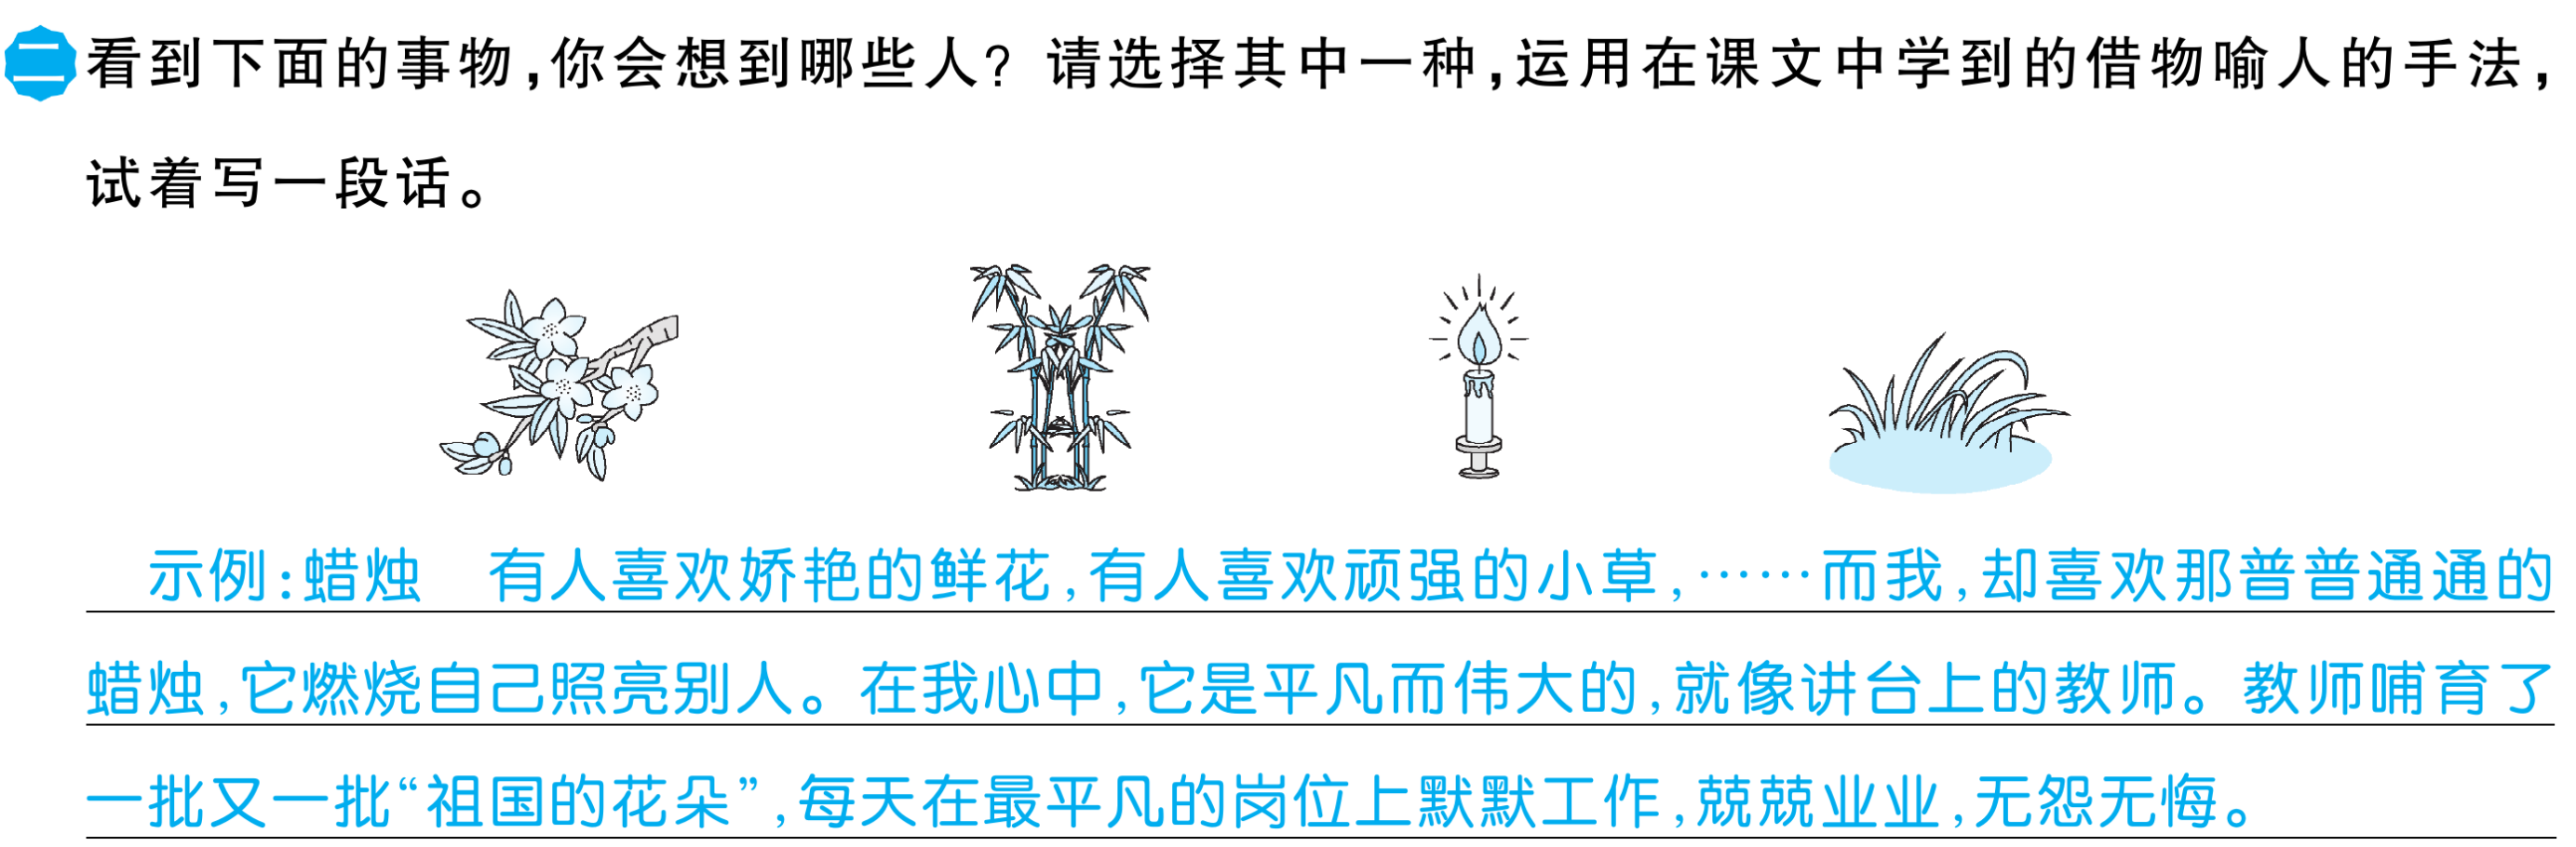 二 看到下面的事物,你会想到哪些人? 请选择其中一种,运用在课文中学到的借物喻人的手法,
试着写一段话。
示例:蜡烛　有人喜欢娇艳的鲜花,有人喜欢顽强的小草,……而我,却喜欢那普普通通的
蜡烛,它燃烧自己照亮别人。在我心中,它是平凡而伟大的,就像讲台上的教师。教师哺育了
一批又一批“祖国的花朵”,每天在最平凡的岗位上默默工作,兢兢业业,无怨无悔。